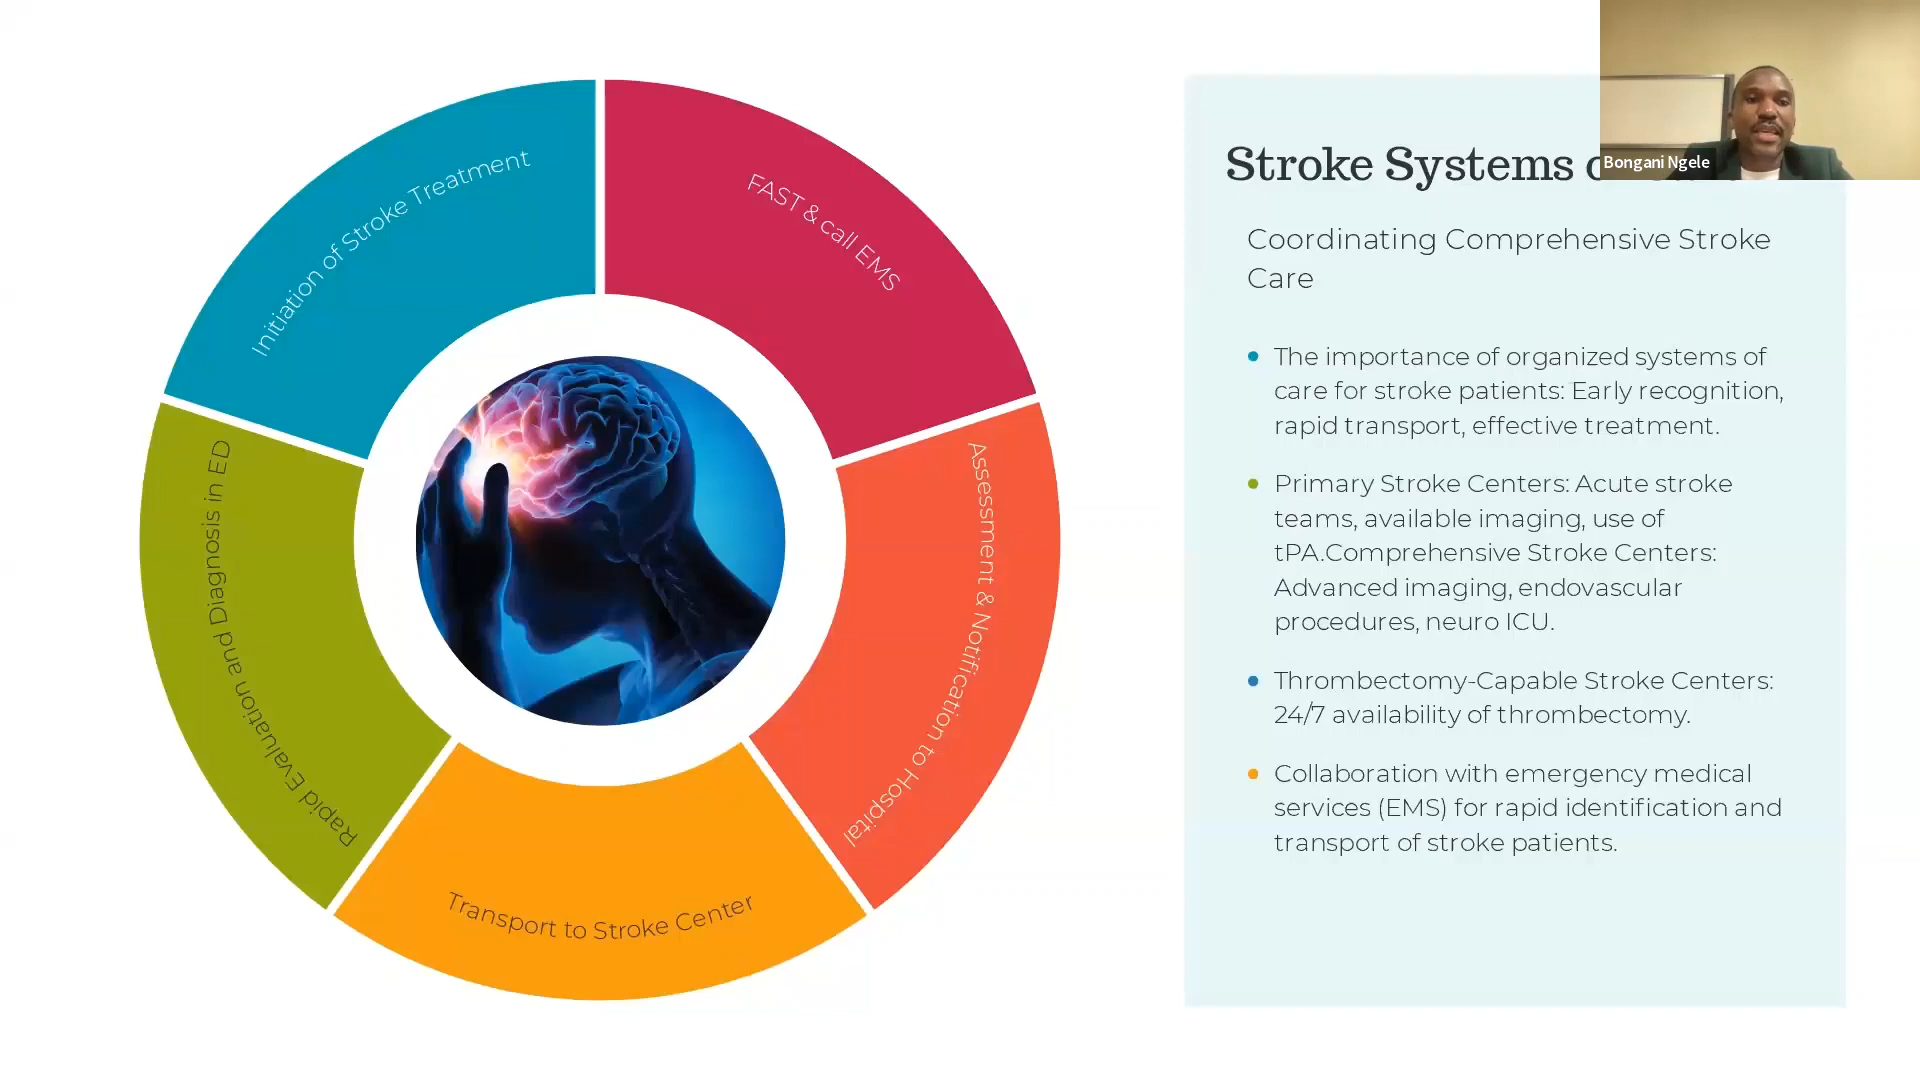 Initiation of Stroke Treatment
FAST & call EMS
Assessment & Notification to Hospital
Transport to Stroke Center
Rapid Evaluation and Diagnosis in ED
Stroke Systems
Bongani Ngele
Coordinating Comprehensive Stroke
Care
The importance of organized systems of
care for stroke patients: Early recognition,
rapid transport, effective treatment.
Primary Stroke Centers: Acute stroke
teams, available imaging, use of
tPA.Comprehensive Stroke Centers:
Advanced imaging, endovascular
procedures, neuro ICU.
Thrombectomy-Capable Stroke Centers:
24/7 availability of thrombectomy.
Collaboration with emergency medical
services (EMS) for rapid identification and
transport of stroke patients.